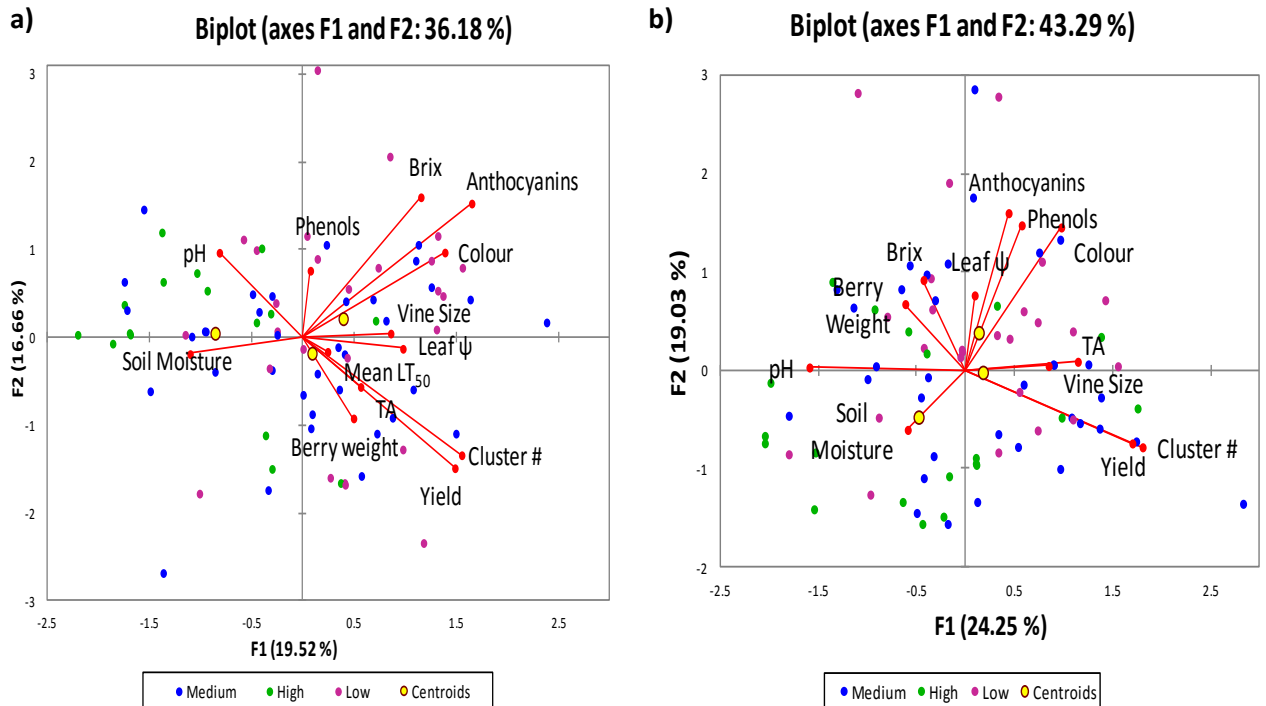 a)
Biplot (axes F1 and F2: 36.18 %)
3
2
1
0
-1
-2
-3
-2.5
-1.5
-0.5
0.5
1.5
2.5
F2 (16.66 %)
F1 (19.52 %)
Brix
Anthocyanins
Phenols
pH
Colour
Vine Size
Leaf ψ
Soil Moisture
Mean LT50
TA
Berry weight
Cluster #
Yield
Medium High Low Centroids
b)
Biplot (axes F1 and F2: 43.29 %)
3
2
1
0
-1
-2
-2.5
-1.5
-0.5
0.5
1.5
2.5
F2 (19.03 %)
F1 (24.25 %)
Anthocyanins
Phenols
Brix
Leaf ψ
Colour
Berry
Weight
TA
pH
Vine Size
Soil
Moisture
Cluster #
Yield
Medium High Low Centroids